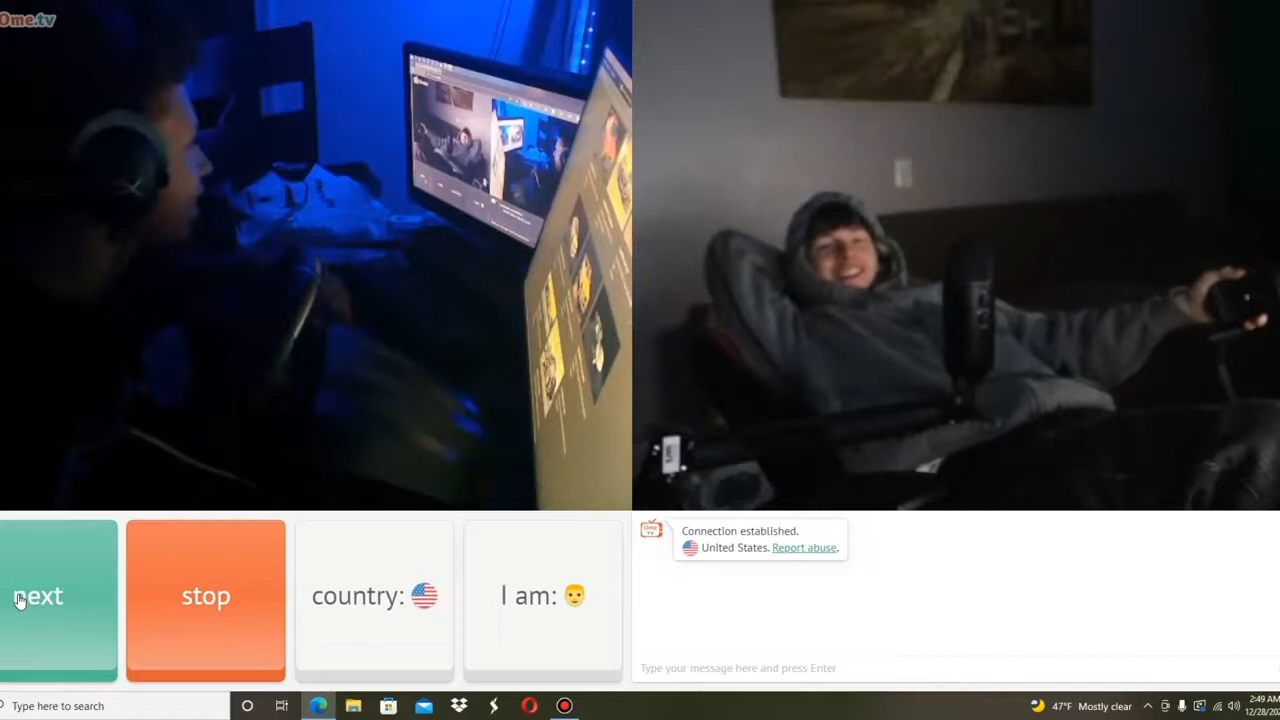 Ome.tv
next
stop
country:
I am:
Connection established.
United States. Report abuse.
Type your message here and press Enter
Type here to search
47°F Mostly clear
2:49 AM